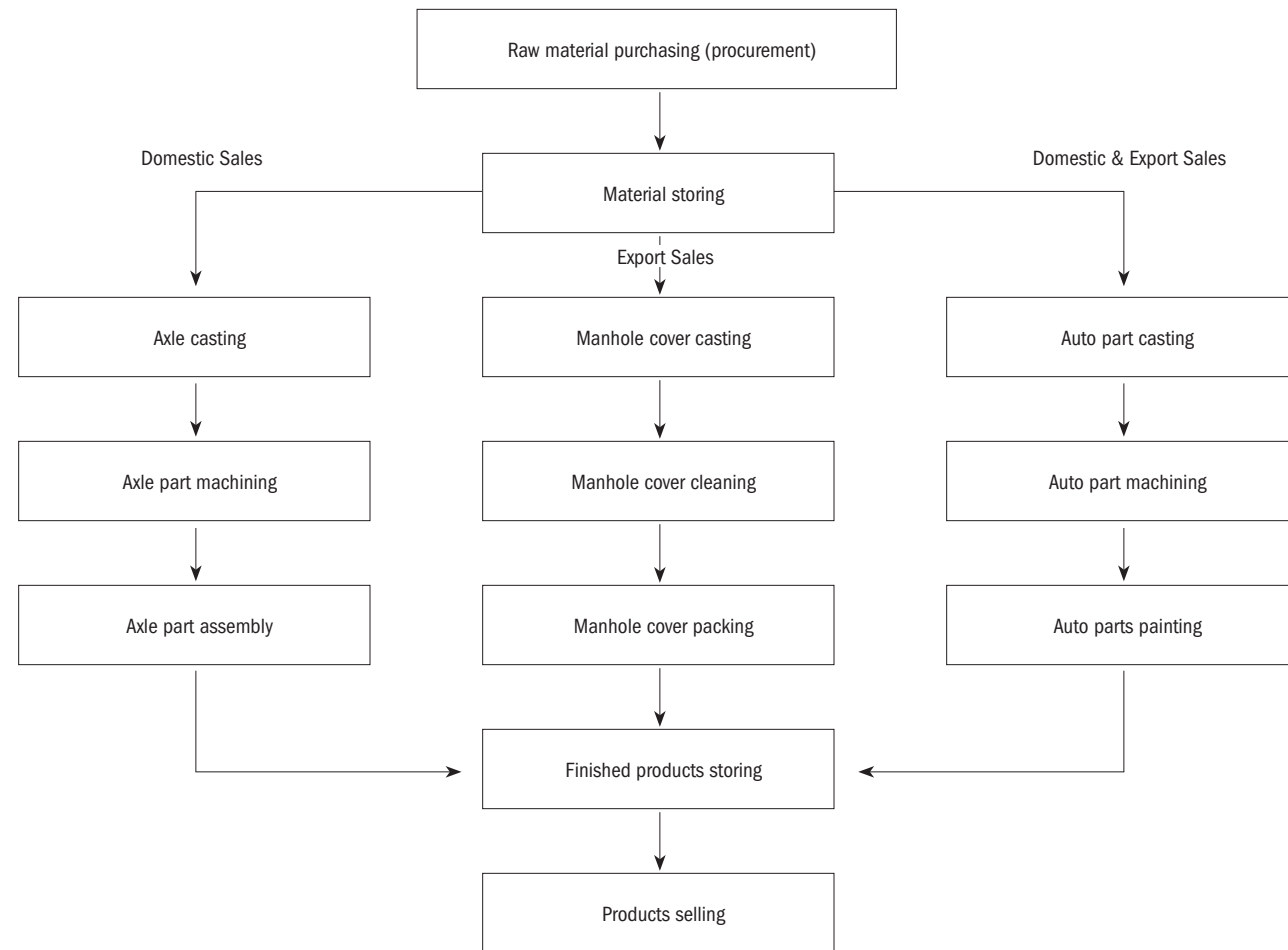 Raw material purchasing (procurement)
Domestic Sales
Domestic & Export Sales
Material storing
Export Sales
Axle casting
Manhole cover casting
Auto part casting
Axle part machining
Manhole cover cleaning
Auto part machining
Axle part assembly
Manhole cover packing
Auto parts painting
Finished products storing
Products selling